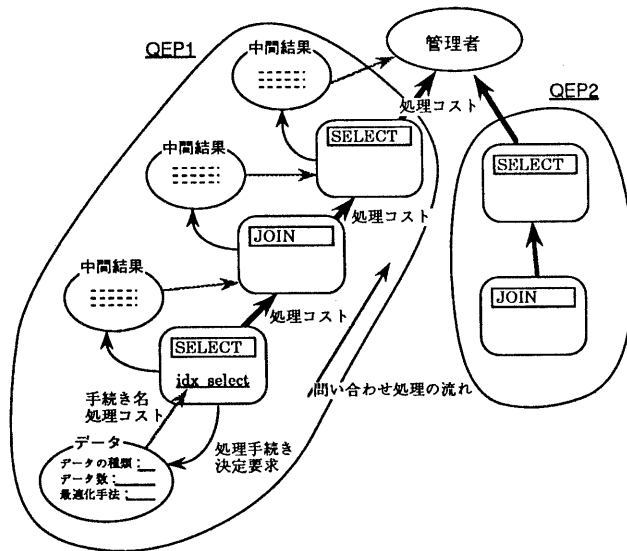 QEP1
中間結果
管理者
処理コスト
QEP2
SELECT
SELECT
中間結果
処理コスト
JOIN
JOIN
中間結果
処理コスト
SELECT
idx_select
問い合わせ処理の流れ
手続き名
処理コスト
データ
データの種類：
データ数：
最適化手法：
処理手続き
決定要求